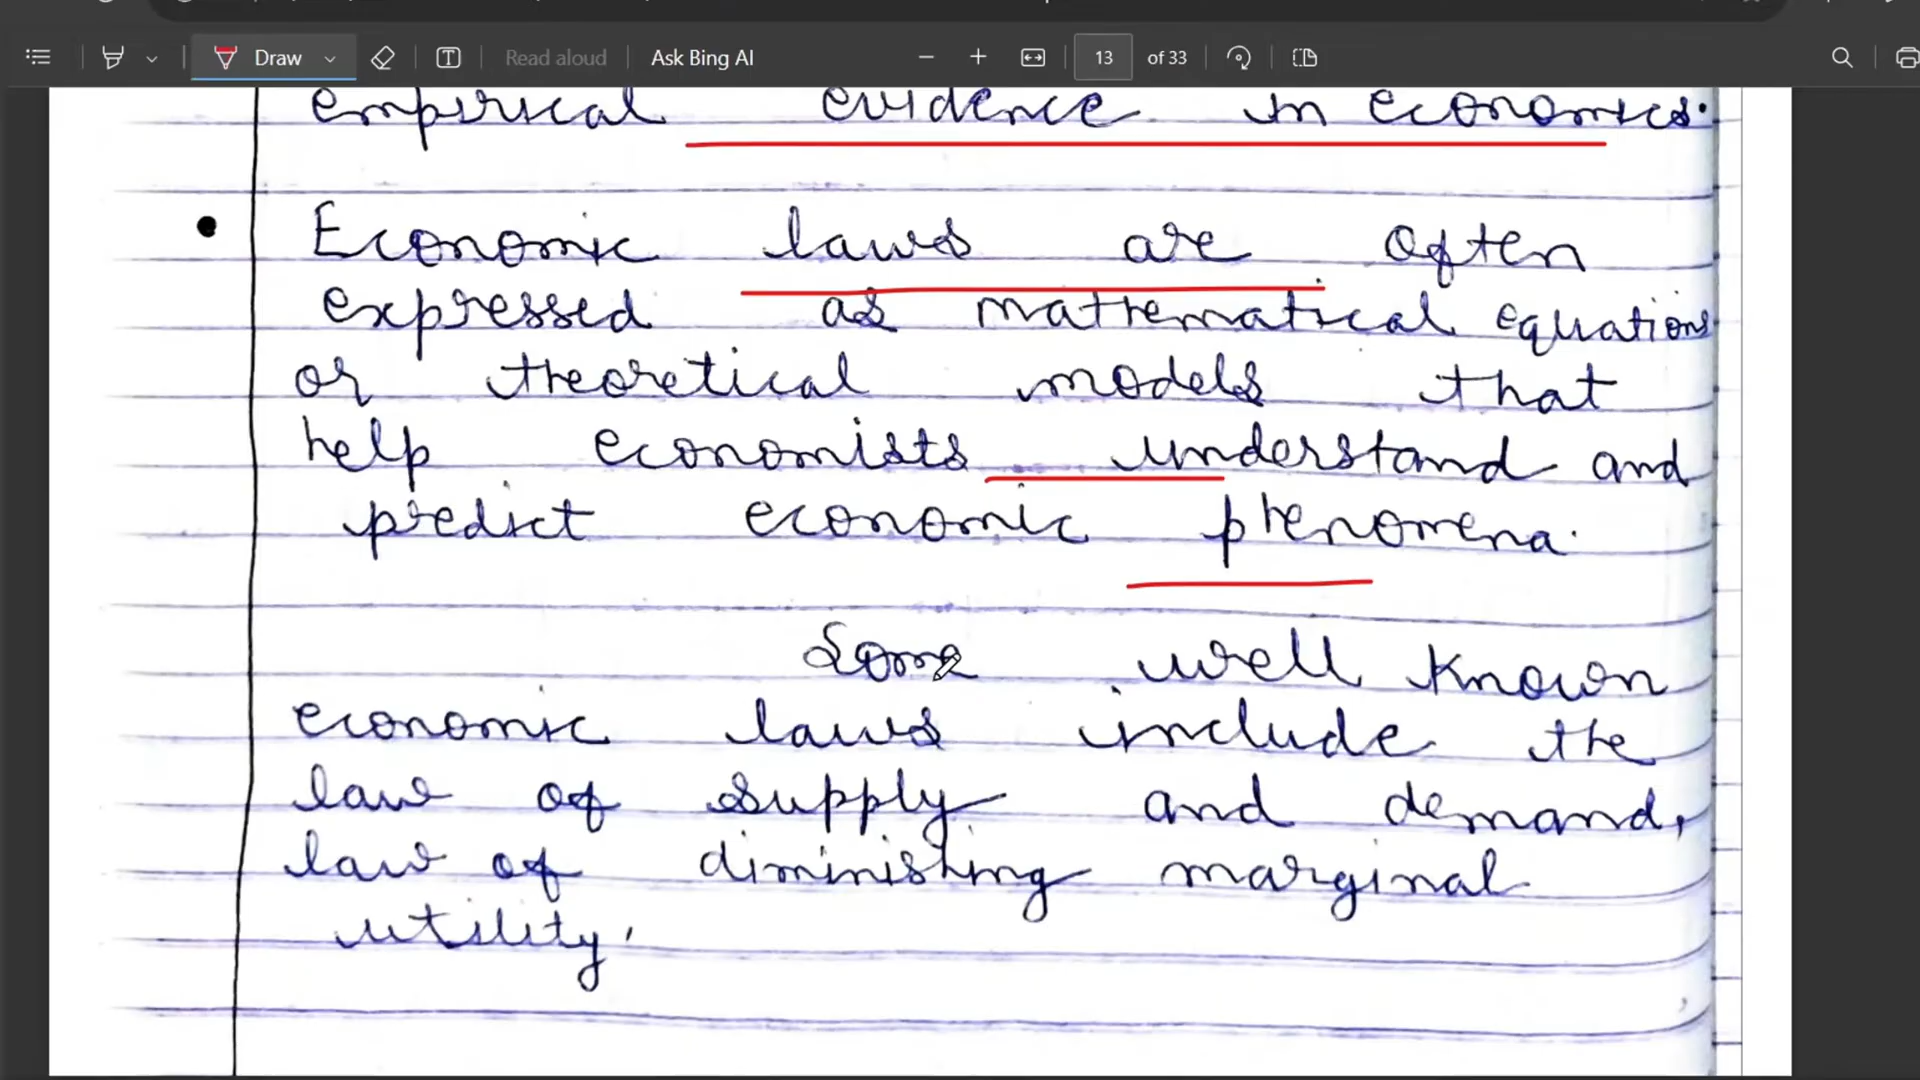 Draw
Read aloud
Ask Bing AI
13 of 33
empirical evidence in economics.
• Economic laws are often
expressed as mathematical equations
or theoretical models that
help economists understand and
predict economic phenomena.
Some well known
economic laws include the
law of supply and demand,
law of diminishing marginal
utility,